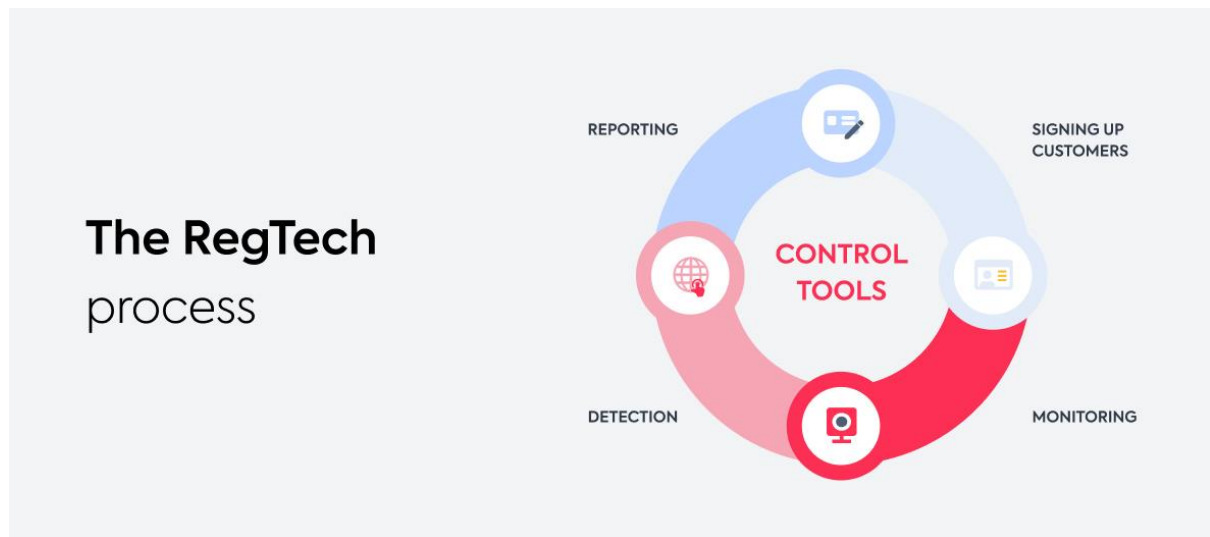 The RegTech
process
REPORTING
SIGNING UP
CUSTOMERS
CONTROL
TOOLS
DETECTION
MONITORING